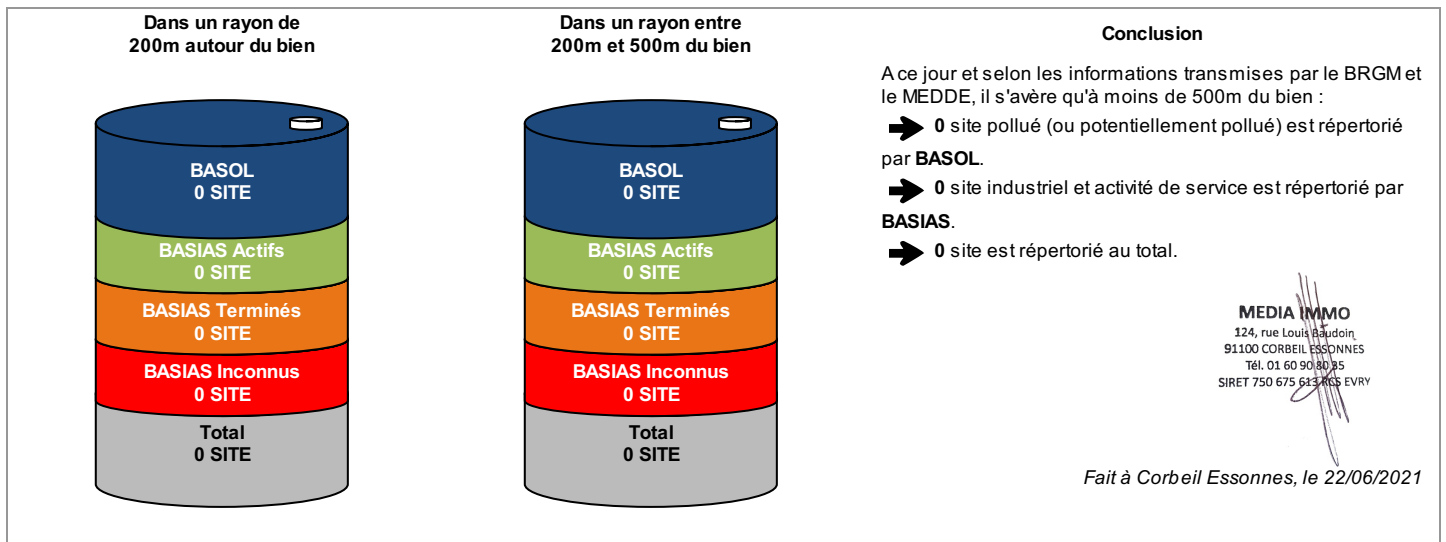 Dans un rayon de
200m autour du bien
BASOL
0 SITE
BASIAS Actifs
0 SITE
BASIAS Terminés
0 SITE
BASIAS Inconnus
0 SITE
Total
0 SITE
Dans un rayon entre
200m et 500m du bien
BASOL
0 SITE
BASIAS Actifs
0 SITE
BASIAS Terminés
0 SITE
BASIAS Inconnus
0 SITE
Total
0 SITE
Conclusion
A ce jour et selon les informations transmises par le BRGM et
le MEDDE, il s'avère qu'à moins de 500m du bien :
0 site pollué (ou potentiellement pollué) est répertorié
par BASOL.
0 site industriel et activité de service est répertorié par
BASIAS.
0 site est répertorié au total.
MEDIA IMMO
124, rue Louis Baudoin
91100 CORBEIL ESSONNES
Tél. 01 60 90 80 85
SIRET 750 675 613 RCS EVRY
Fait à Corbeil Essonnes, le 22/06/2021